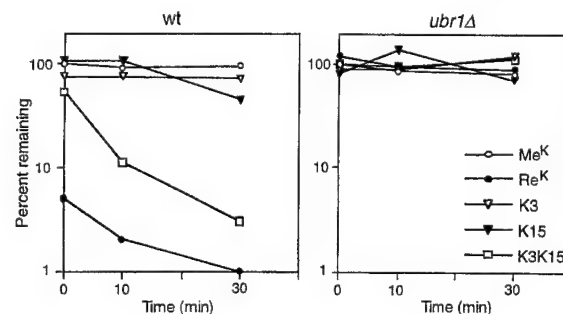 wt
ubr1Δ
Percent remaining
100
10
1
0
10
30
Time (min)
100
10
1
0
10
30
Time (min)
Me^K
Re^K
K3
K15
K3K15